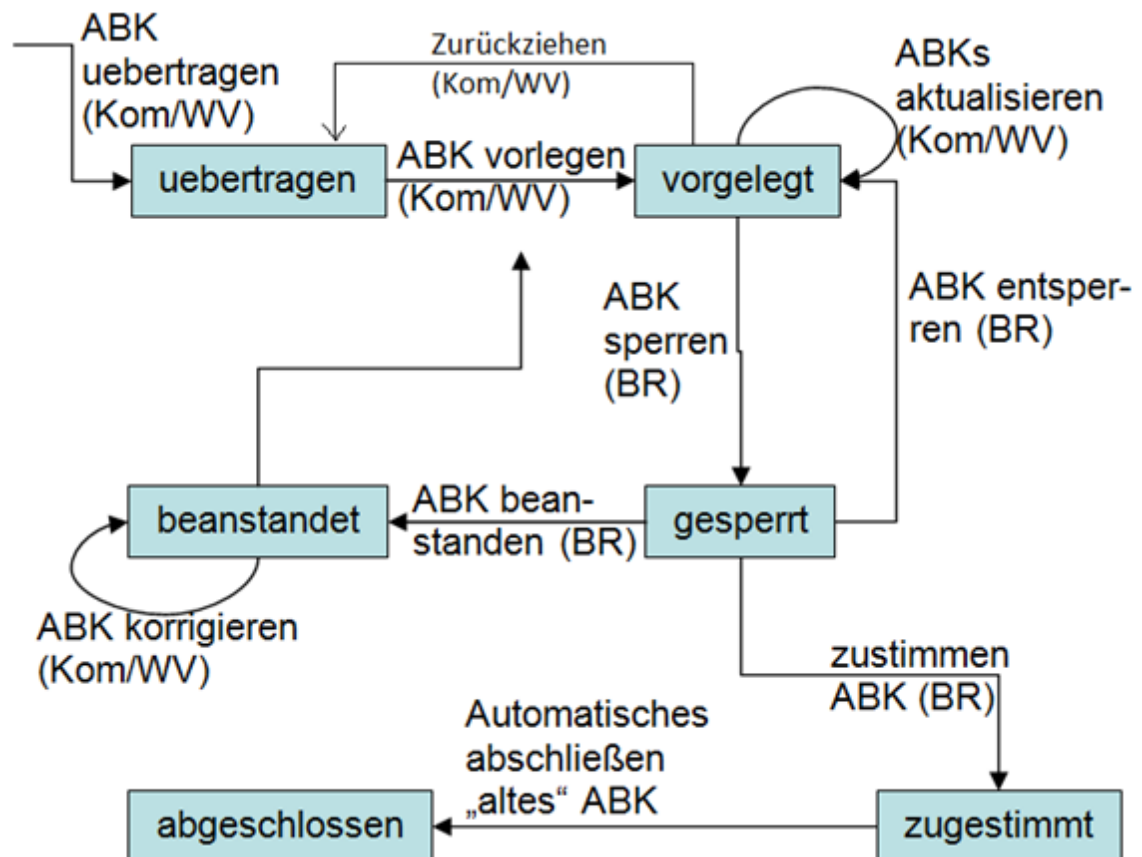 ABK
uebertragen
(Kom/WV)
Zurückziehen
(Kom/WV)
ABKs
aktualisieren
(Kom/WV)
uebertragen
ABK vorlegen
(Kom/WV)
vorgelegt
ABK
sperren
(BR)
ABK entsper-
ren (BR)
beanstandet
ABK bean-
standen (BR)
gesperrt
ABK korrigieren
(Kom/WV)
zustimmen
ABK (BR)
Automatisches
abschließen
„altes“ ABK
abgeschlossen
zugestimmt